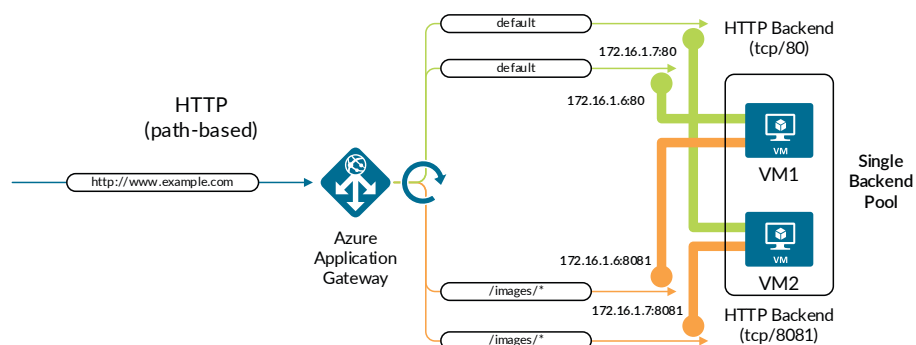 default
HTTP Backend
(tcp/80)
172.16.1.7:80
default
172.16.1.6:80
HTTP
(path-based)
http://www.example.com
VM
VM1
Single
Backend
Pool
Azure
Application
Gateway
VM
VM2
172.16.1.6:8081
/images/*
172.16.1.7:8081
HTTP Backend
(tcp/8081)
/images/*